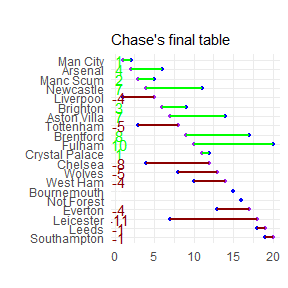 Chase's final table
Man City 1
Arsenal 4
Manc Scum 2
Newcastle 7
Liverpool -4
Brighton 3
Aston Villa 7
Tottenham -5
Brentford 8
Fulham 10
Crystal Palace 1
Chelsea -8
Wolves -5
West Ham -4
Bournemouth
Not Forest
Everton -4
Leicester -11
Leeds -1
Southampton -1
0 5 10 15 20